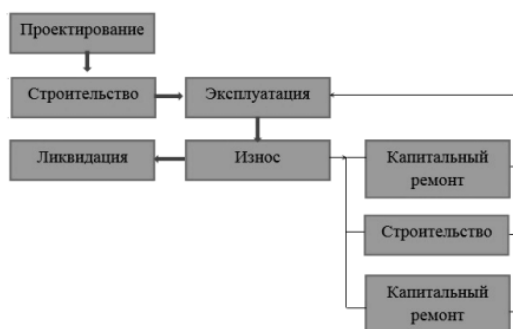 Проектирование
Строительство
Эксплуатация
Ликвидация
Износ
Капитальный
ремонт
Строительство
Капитальный
ремонт